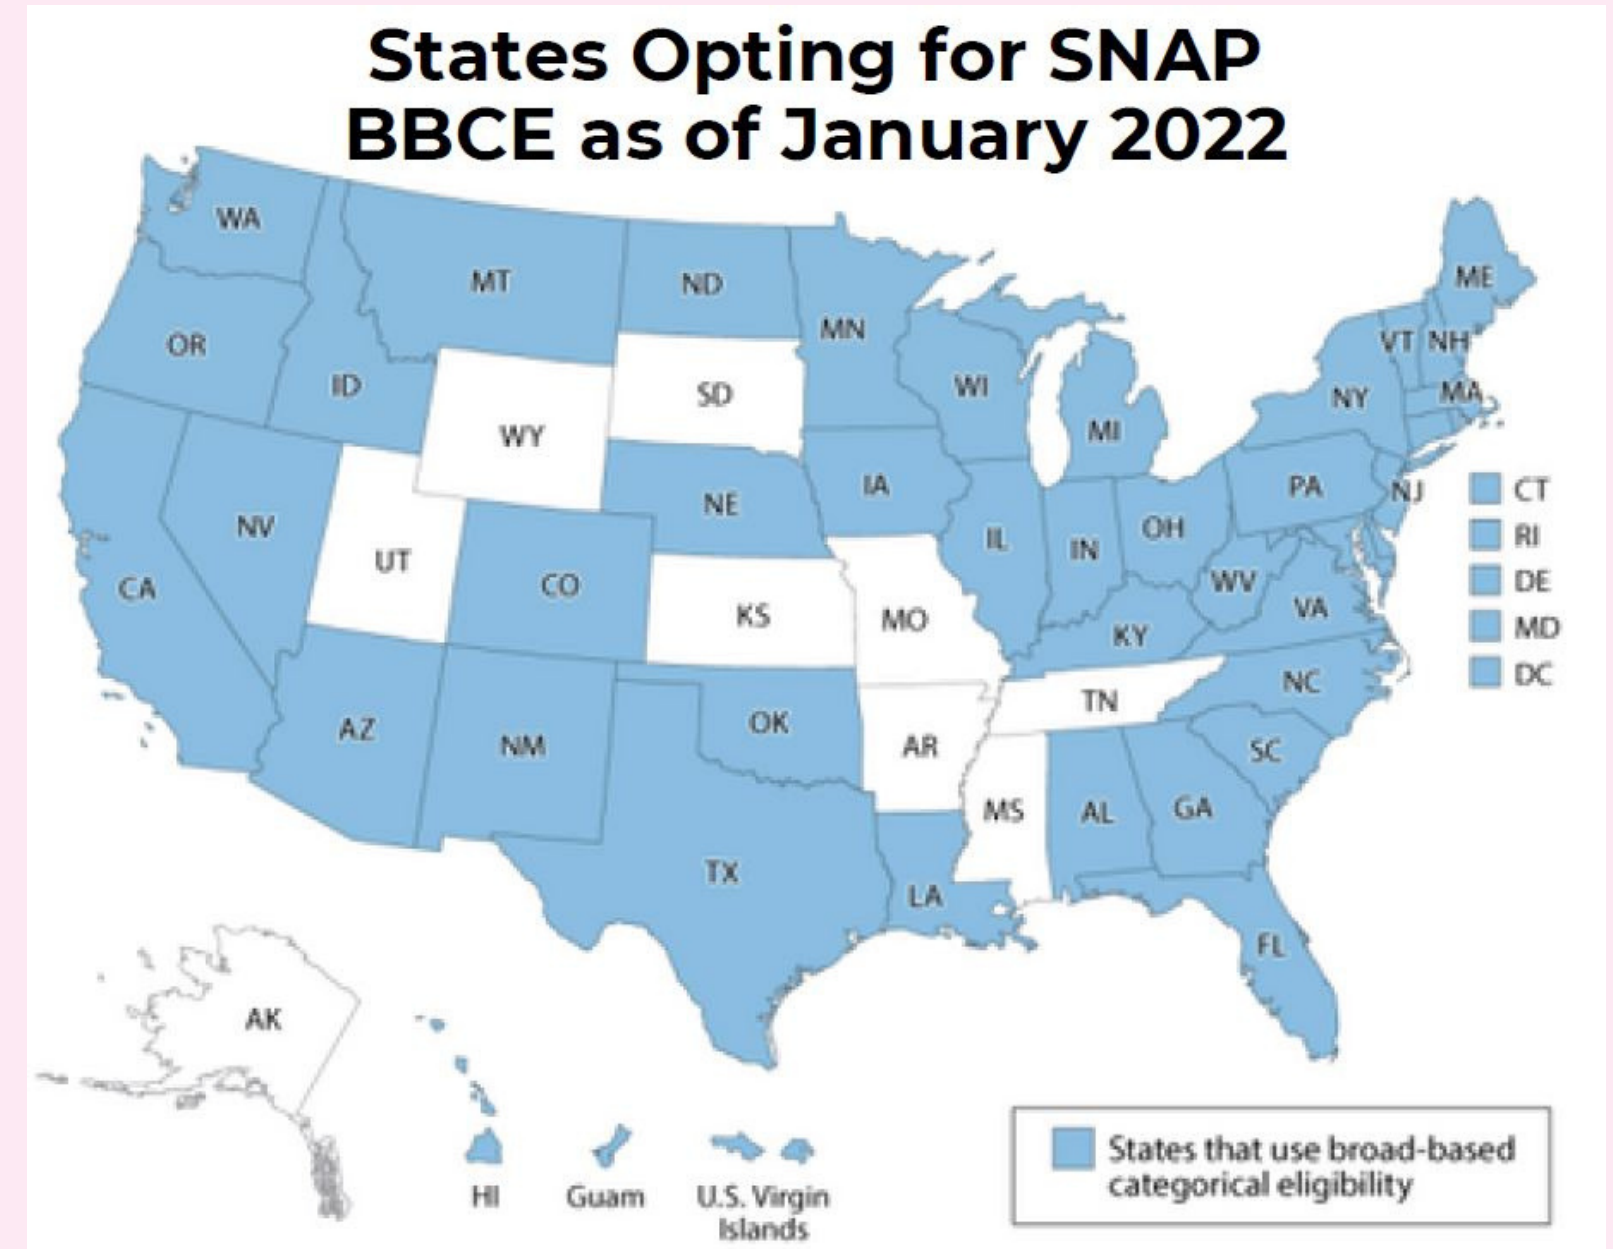 States Opting for SNAP
BBCE as of January 2022
WA
MT
ND
MN
ME
OR
ID
SD
WI
VT NH
WY
MI
NY
MA
NV
UT
NE
IA
PA
NJ
CT
IL
IN
OH
RI
CA
CO
KS
MO
WV
VA
DE
KY
MD
AZ
NM
OK
AR
TN
NC
DC
SC
MS
AL
GA
TX
LA
FL
AK
HI
Guam
U.S. Virgin
Islands
States that use broad-based
categorical eligibility